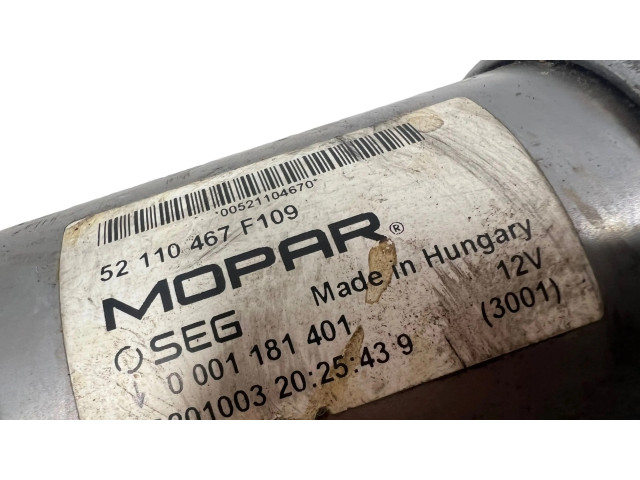 *00521104670*
52 110 467 F109
MOPAR®
Made in Hungary
SEG 12V
0 001 181 401 (3001)
201003 20:25:43 9